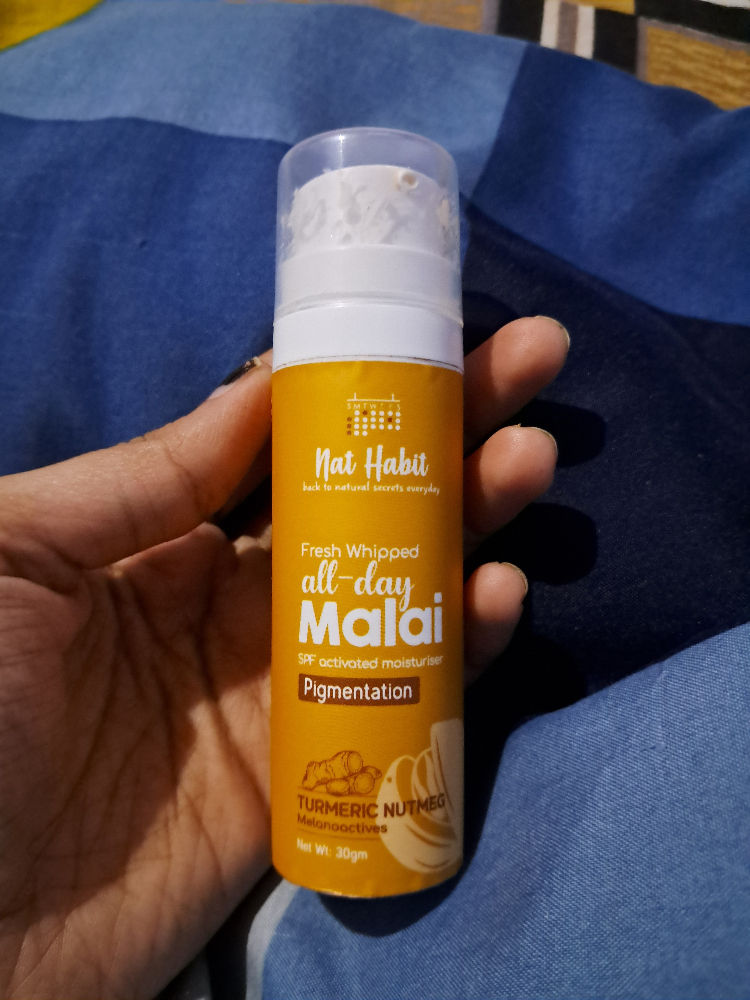 S M T W T F S
Nat Habit
back to natural secrets everyday
Fresh Whipped
all-day
Malai
SPF activated moisturiser
Pigmentation
TURMERIC NUTMEG
Melanoactives
Net Wt: 30gm